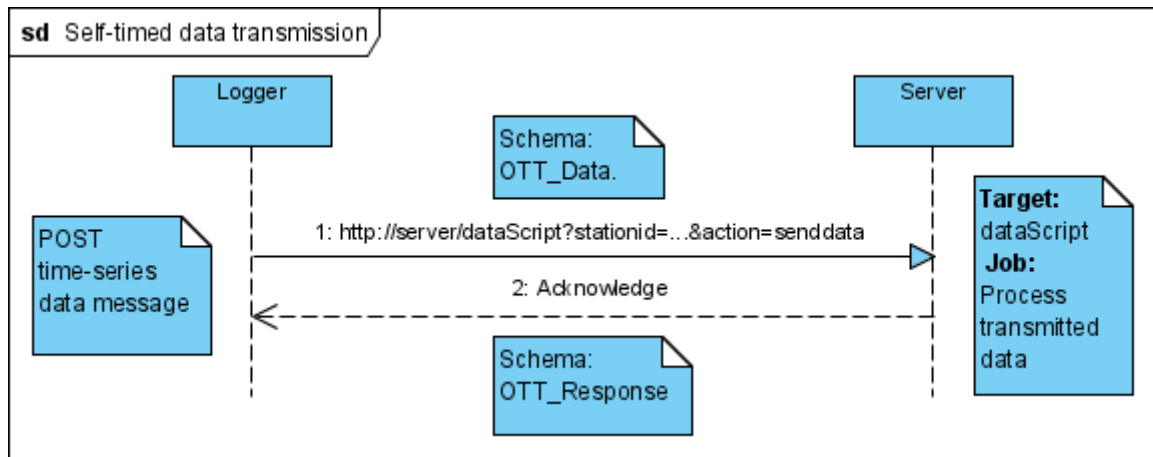 sd Self-timed data transmission
Logger
Server
Schema:
OTT_Data.
POST
time-series
data message
1: http://server/dataScript?stationid=...&action=senddata
2: Acknowledge
Target:
dataScript
Job:
Process
transmitted
data
Schema:
OTT_Response